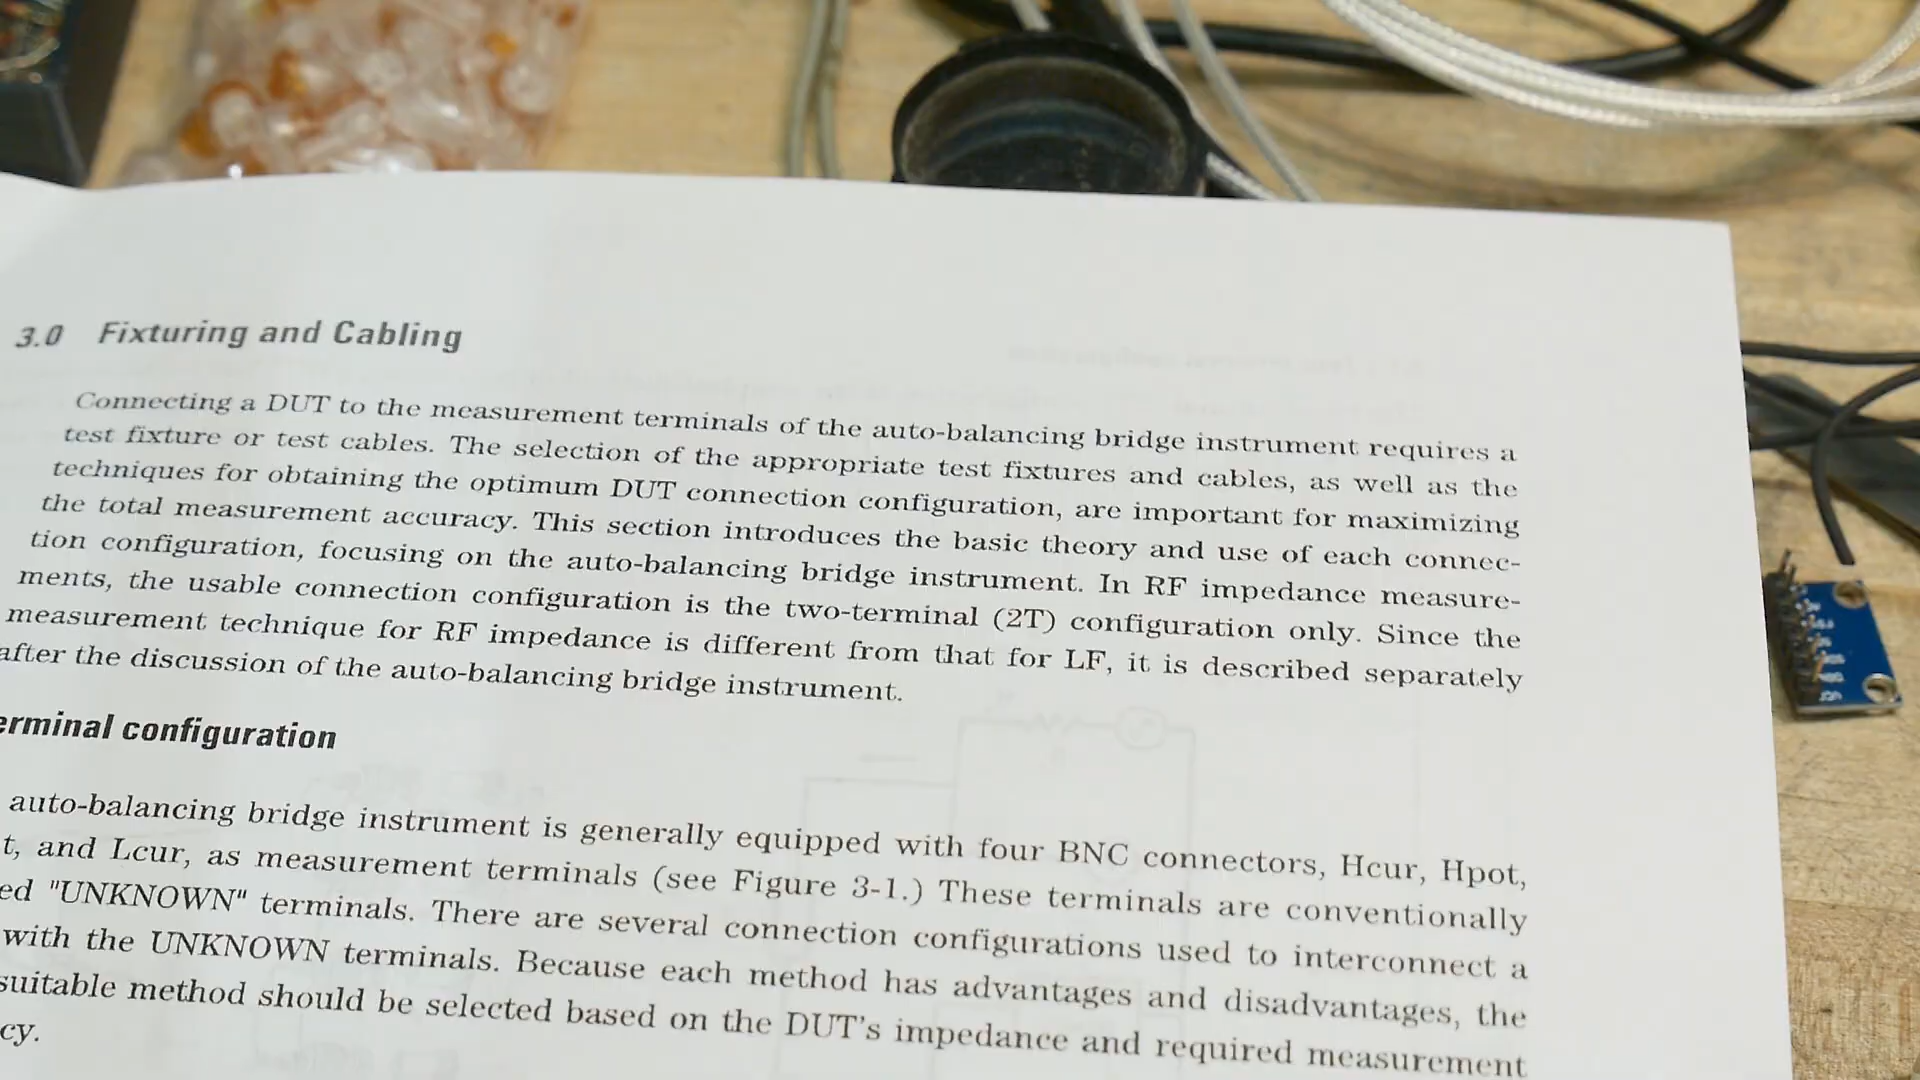 3.0 Fixturing and Cabling
Connecting a DUT to the measurement terminals of the auto-balancing bridge instrument requires a
test fixture or test cables. The selection of the appropriate test fixtures and cables, as well as the
techniques for obtaining the optimum DUT connection configuration, are important for maximizing
the total measurement accuracy. This section introduces the basic theory and use of each connec-
tion configuration, focusing on the auto-balancing bridge instrument. In RF impedance measure-
ments, the usable connection configuration is the two-terminal (2T) configuration only. Since the
measurement technique for RF impedance is different from that for LF, it is described separately
after the discussion of the auto-balancing bridge instrument.
erminal configuration
auto-balancing bridge instrument is generally equipped with four BNC connectors, Hcur, Hpot,
t, and Lcur, as measurement terminals (see Figure 3-1.) These terminals are conventionally
ed "UNKNOWN" terminals. There are several connection configurations used to interconnect a
with the UNKNOWN terminals. Because each method has advantages and disadvantages, the
suitable method should be selected based on the DUT's impedance and required measurement
cy.